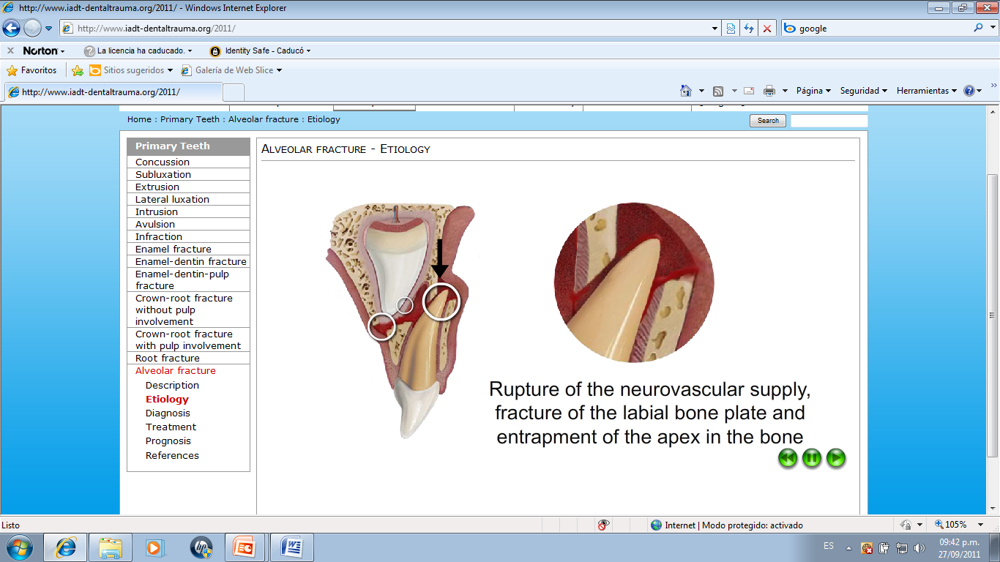 http://www.iadt-dentaltrauma.org/2011/ - Windows Internet Explorer
http://www.iadt-dentaltrauma.org/2011/
google
x Norton
La licencia ha caducado.
Identity Safe - Caducó
Favoritos
Sitios sugeridos
Galería de Web Slice
http://www.iadt-dentaltrauma.org/2011/
Página
Seguridad
Herramientas
Home : Primary Teeth : Alveolar fracture : Etiology
Search
Primary Teeth
Concussion
Subluxation
Extrusion
Lateral luxation
Intrusion
Avulsion
Infraction
Enamel fracture
Enamel-dentin fracture
Enamel-dentin-pulp
fracture
Crown-root fracture
without pulp
involvement
Crown-root fracture
with pulp involvement
Root fracture
Alveolar fracture
Description
Etiology
Diagnosis
Treatment
Prognosis
References
Alveolar fracture - Etiology
Rupture of the neurovascular supply,
fracture of the labial bone plate and
entrapment of the apex in the bone
Listo
Internet | Modo protegido: activado
105%
ES
09:42 p.m.
27/09/2011